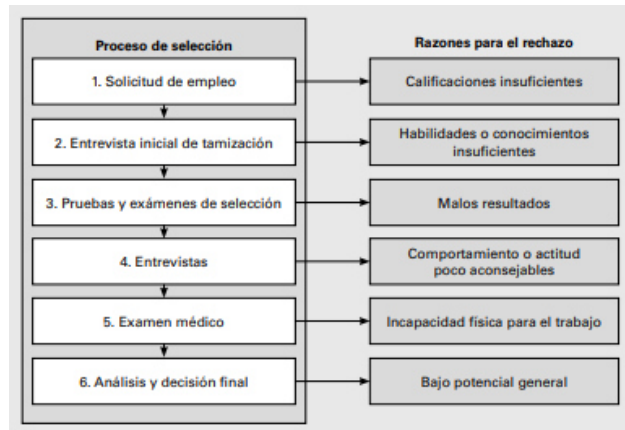 Proceso de selección
Razones para el rechazo
1. Solicitud de empleo
Calificaciones insuficientes
2. Entrevista inicial de tamización
Habilidades o conocimientos
insuficientes
3. Pruebas y exámenes de selección
Malos resultados
4. Entrevistas
Comportamiento o actitud
poco aconsejables
5. Examen médico
Incapacidad física para el trabajo
6. Análisis y decisión final
Bajo potencial general